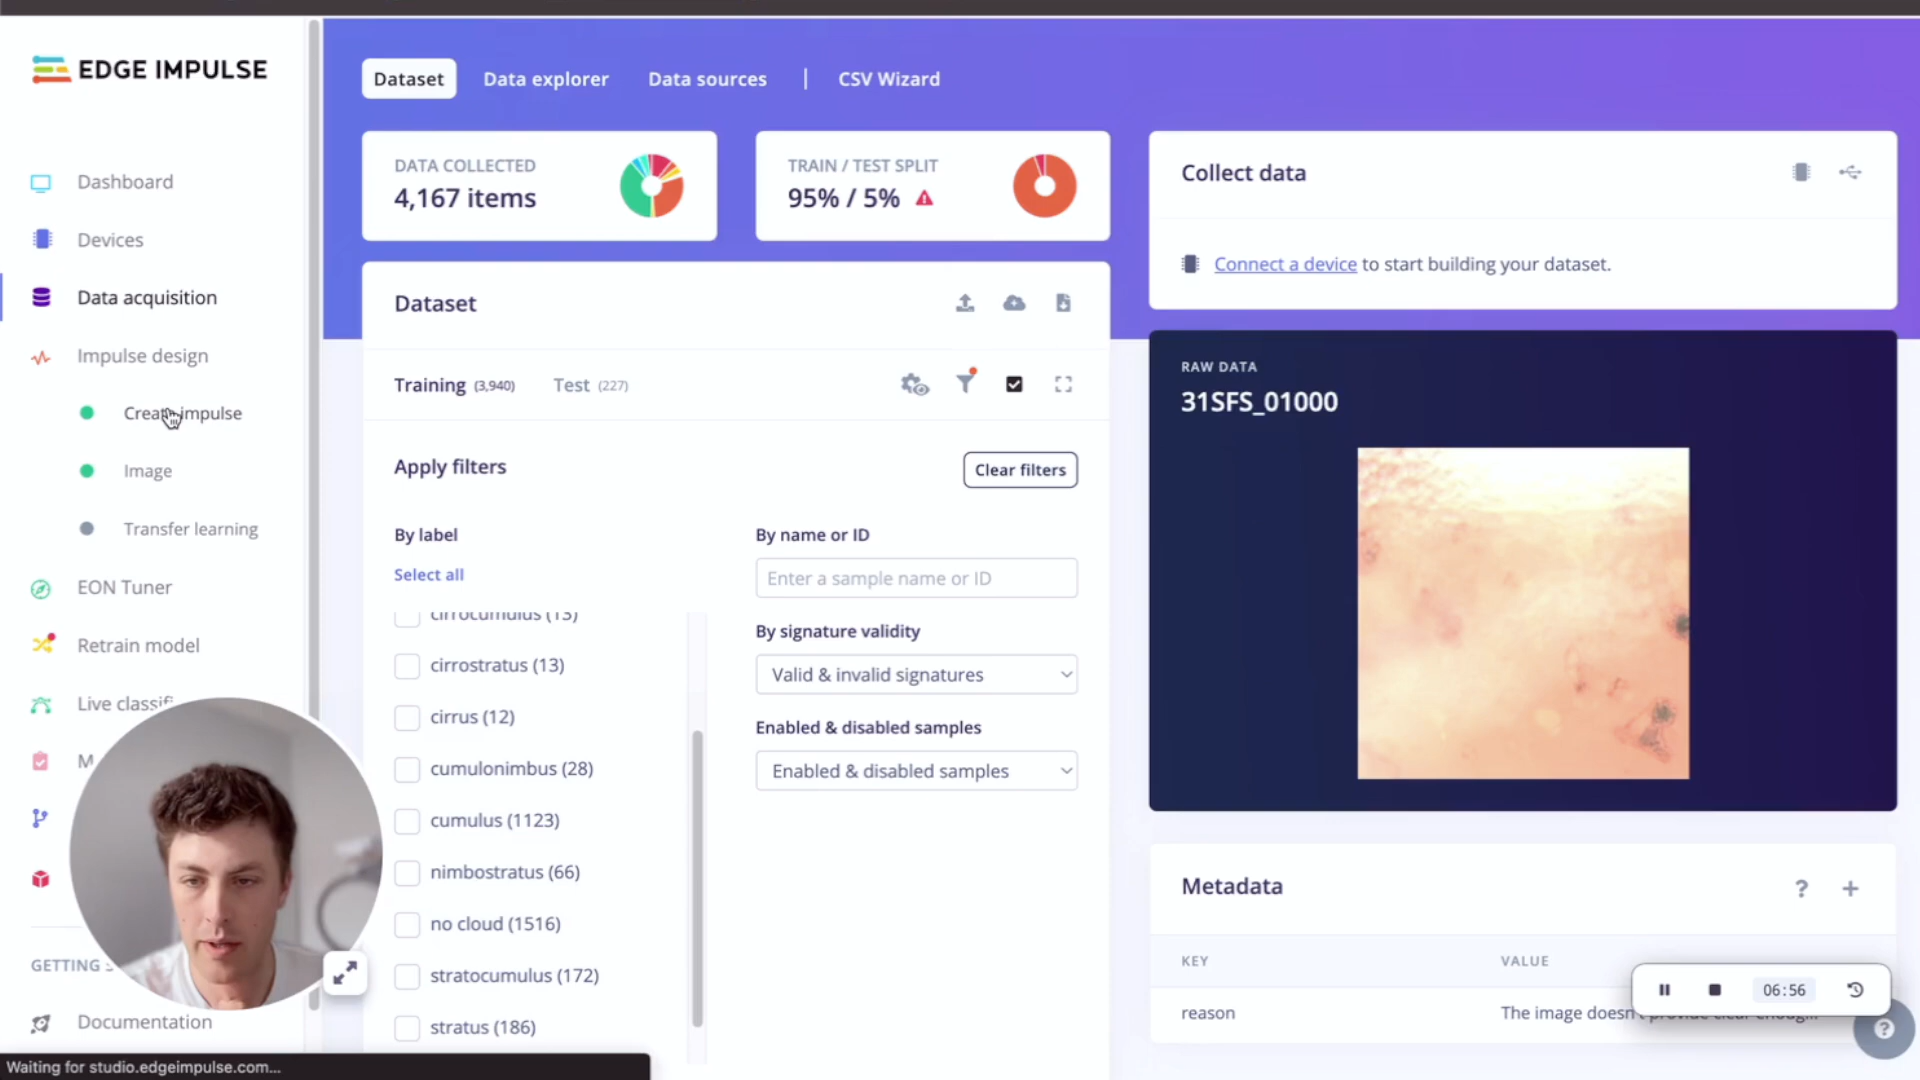 EDGE IMPULSE
Dashboard
Devices
Data acquisition
Impulse design
Create impulse
Image
Transfer learning
EON Tuner
Retrain model
Live classifi
M
GETTING S
Documentation
Waiting for studio.edgeimpulse.com...
Dataset
Data explorer
Data sources
|
CSV Wizard
DATA COLLECTED
4,167 items
TRAIN / TEST SPLIT
95% / 5%
Dataset
Training (3,940)
Test (227)
Apply filters
Clear filters
By label
Select all
cirrocumulus (13)
cirrostratus (13)
cirrus (12)
cumulonimbus (28)
cumulus (1123)
nimbostratus (66)
no cloud (1516)
stratocumulus (172)
stratus (186)
By name or ID
Enter a sample name or ID
By signature validity
Valid & invalid signatures
Enabled & disabled samples
Enabled & disabled samples
Collect data
Connect a device to start building your dataset.
RAW DATA
31SFS_01000
Metadata
? +
KEY
VALUE
reason
The image doesn't provide clear enoug...
06:56
?